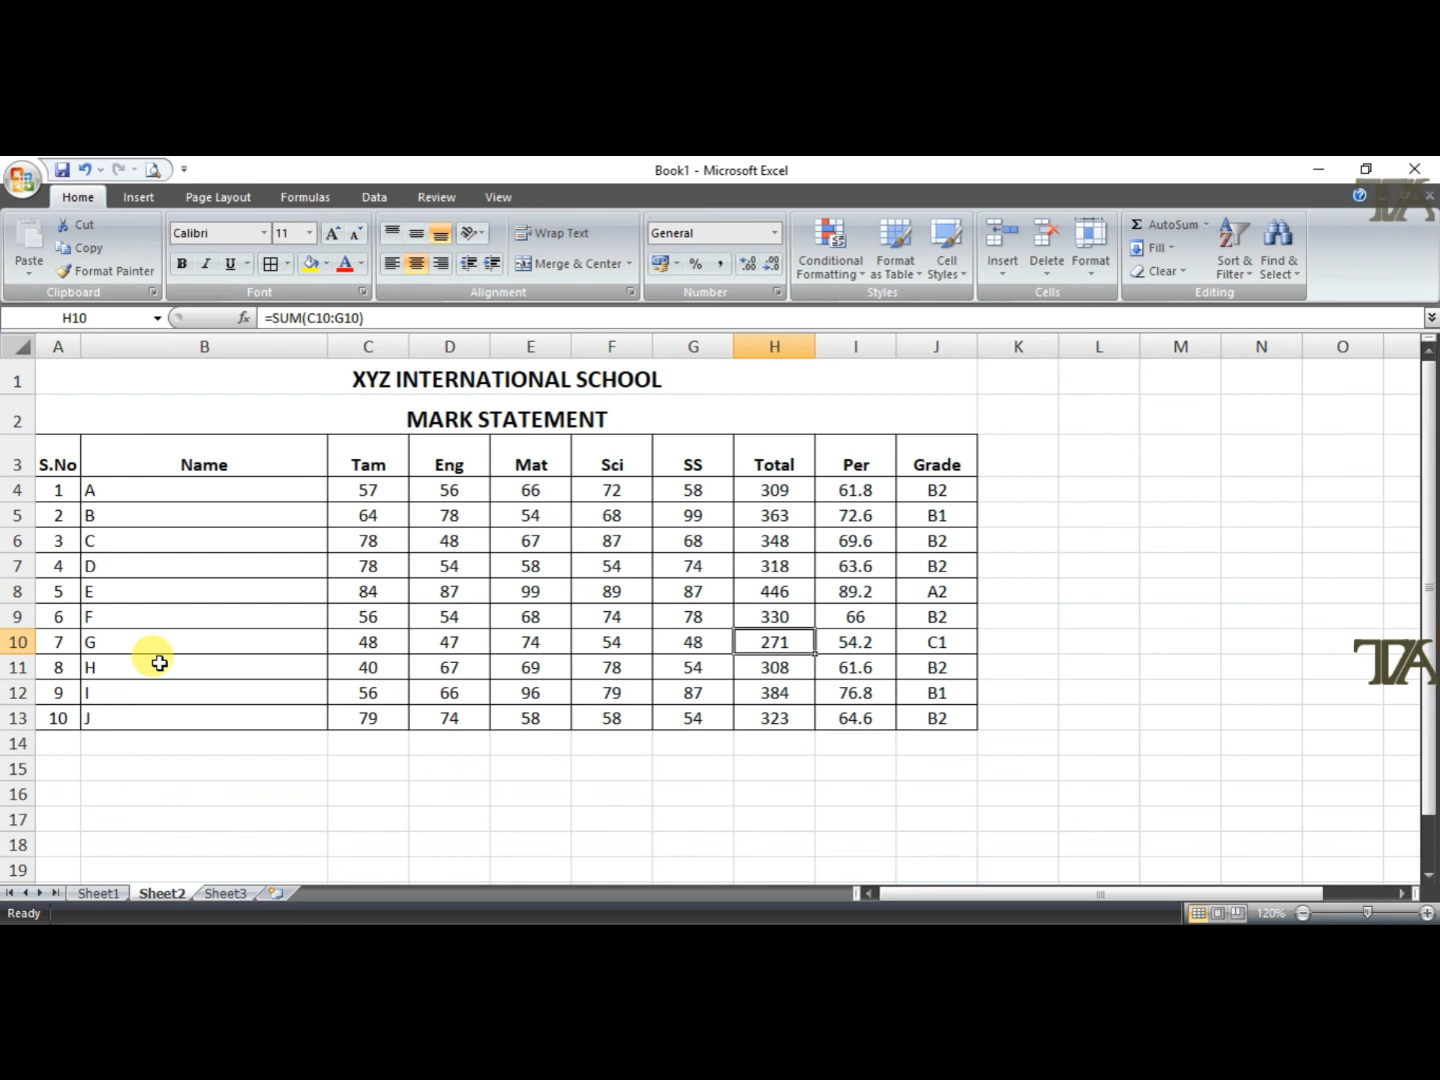 Book1 - Microsoft Excel
Home Insert Page Layout Formulas Data Review View
Cut
Copy
Format Painter
Paste
Clipboard
Calibri 11
B I U
Font
Wrap Text
Merge & Center
Alignment
General
% ,
Number
Conditional Formatting
Format as Table
Cell Styles
Styles
Insert Delete Format
Cells
Σ AutoSum
Fill
Clear
Sort & Filter
Find & Select
Editing
H10 fx =SUM(C10:G10)
A B C D E F G H I J K L M N O
1 XYZ INTERNATIONAL SCHOOL
2 MARK STATEMENT
3 S.No Name Tam Eng Mat Sci SS Total Per Grade
4 1 A 57 56 66 72 58 309 61.8 B2
5 2 B 64 78 54 68 99 363 72.6 B1
6 3 C 78 48 67 87 68 348 69.6 B2
7 4 D 78 54 58 54 74 318 63.6 B2
8 5 E 84 87 99 89 87 446 89.2 A2
9 6 F 56 54 68 74 78 330 66 B2
10 7 G 48 47 74 54 48 271 54.2 C1
11 8 H 40 67 69 78 54 308 61.6 B2
12 9 I 56 66 96 79 87 384 76.8 B1
13 10 J 79 74 58 58 54 323 64.6 B2
14
15
16
17
18
19
Sheet1 Sheet2 Sheet3
Ready 120%